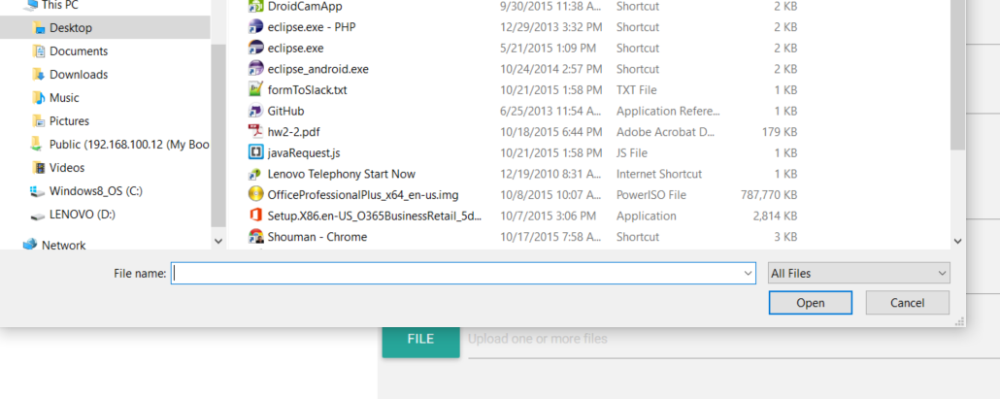 This PC
Desktop
Documents
Downloads
Music
Pictures
Public (192.168.100.12 (My Boo
Videos
Windows8_OS (C:)
LENOVO (D:)
Network
DroidCamApp 9/30/2015 11:38 A... Shortcut 2 KB
eclipse.exe - PHP 12/29/2013 3:32 PM Shortcut 2 KB
eclipse.exe 5/21/2015 1:09 PM Shortcut 2 KB
eclipse_android.exe 10/24/2014 2:57 PM Shortcut 2 KB
formToSlack.txt 10/21/2015 1:58 PM TXT File 1 KB
GitHub 6/25/2013 11:54 A... Application Refere... 1 KB
hw2-2.pdf 10/18/2015 6:44 PM Adobe Acrobat D... 179 KB
javaRequest.js 10/21/2015 1:58 PM JS File 1 KB
Lenovo Telephony Start Now 12/19/2010 8:31 A... Internet Shortcut 1 KB
OfficeProfessionalPlus_x64_en-us.img 10/8/2015 10:07 A... PowerISO File 787,770 KB
Setup.X86.en-US_O365BusinessRetail_5d... 10/7/2015 3:06 PM Application 2,814 KB
Shouman - Chrome 10/17/2015 7:58 A... Shortcut 3 KB
File name: All Files
Open Cancel
FILE Upload one or more files